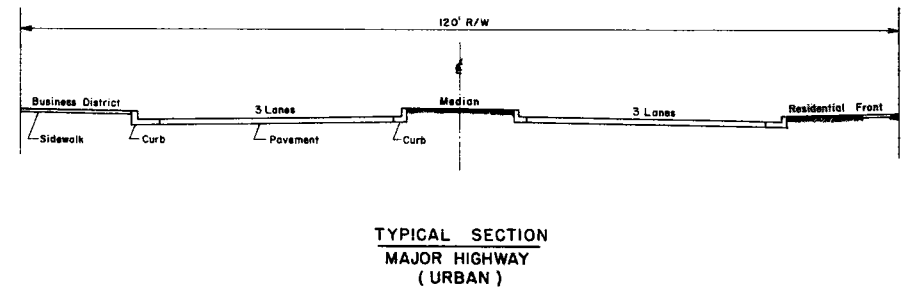 120' R/W
℄
Business District
3 Lanes
Median
3 Lanes
Residential Front
Sidewalk
Curb
Pavement
Curb
TYPICAL SECTION
MAJOR HIGHWAY
(URBAN)